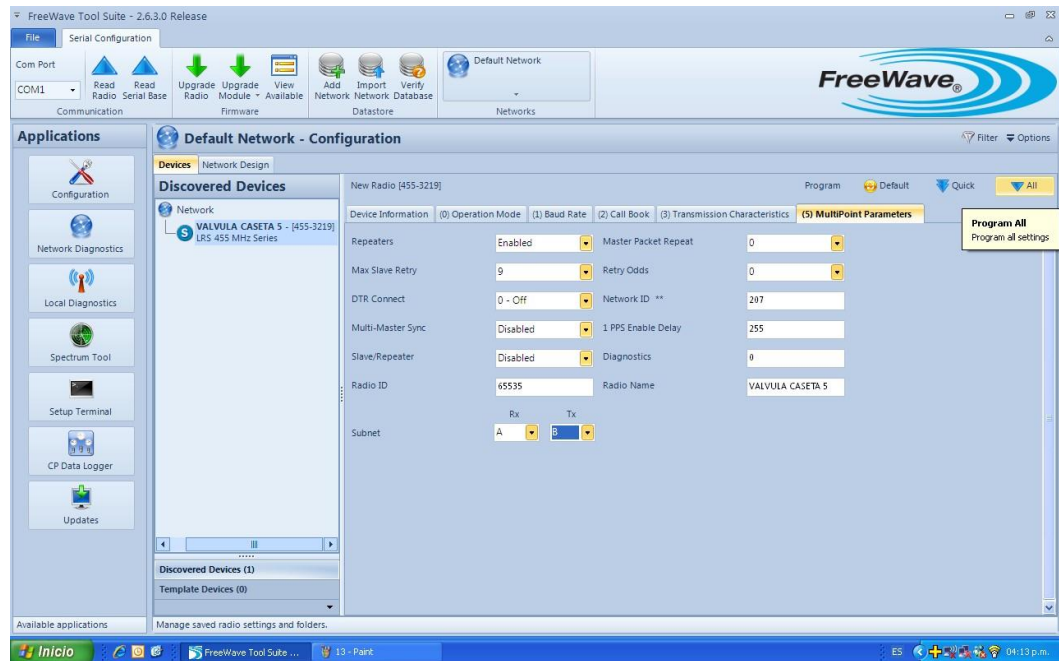 FreeWave Tool Suite - 2.6.3.0 Release
File
Serial Configuration
Com Port
COM1
Read Radio
Read Serial Base
Communication
Upgrade Radio
Upgrade Module
View Available
Firmware
Add Network
Import Network
Verify Database
Datastore
Default Network
Networks
FreeWave®
Applications
Configuration
Network Diagnostics
Local Diagnostics
Spectrum Tool
Setup Terminal
CP Data Logger
Updates
Available applications
Default Network - Configuration
Filter
Options
Devices
Network Design
Discovered Devices
Network
S
VALVULA CASETA 5 - [455-3219]
LRS 455 MHz Series
Discovered Devices (1)
Template Devices (0)
Manage saved radio settings and folders.
New Radio [455-3219]
Program
Default
Quick
All
Device Information
(0) Operation Mode
(1) Baud Rate
(2) Call Book
(3) Transmission Characteristics
(5) MultiPoint Parameters
Program All
Program all settings
Repeaters Enabled Master Packet Repeat 0
Max Slave Retry 9 Retry Odds 0
DTR Connect 0 - Off Network ID ** 207
Multi-Master Sync Disabled 1 PPS Enable Delay 255
Slave/Repeater Disabled Diagnostics 0
Radio ID 65535 Radio Name VALVULA CASETA 5
Rx Tx
Subnet A B
Inicio
FreeWave Tool Suite ...
13 - Paint
ES
04:13 p.m.